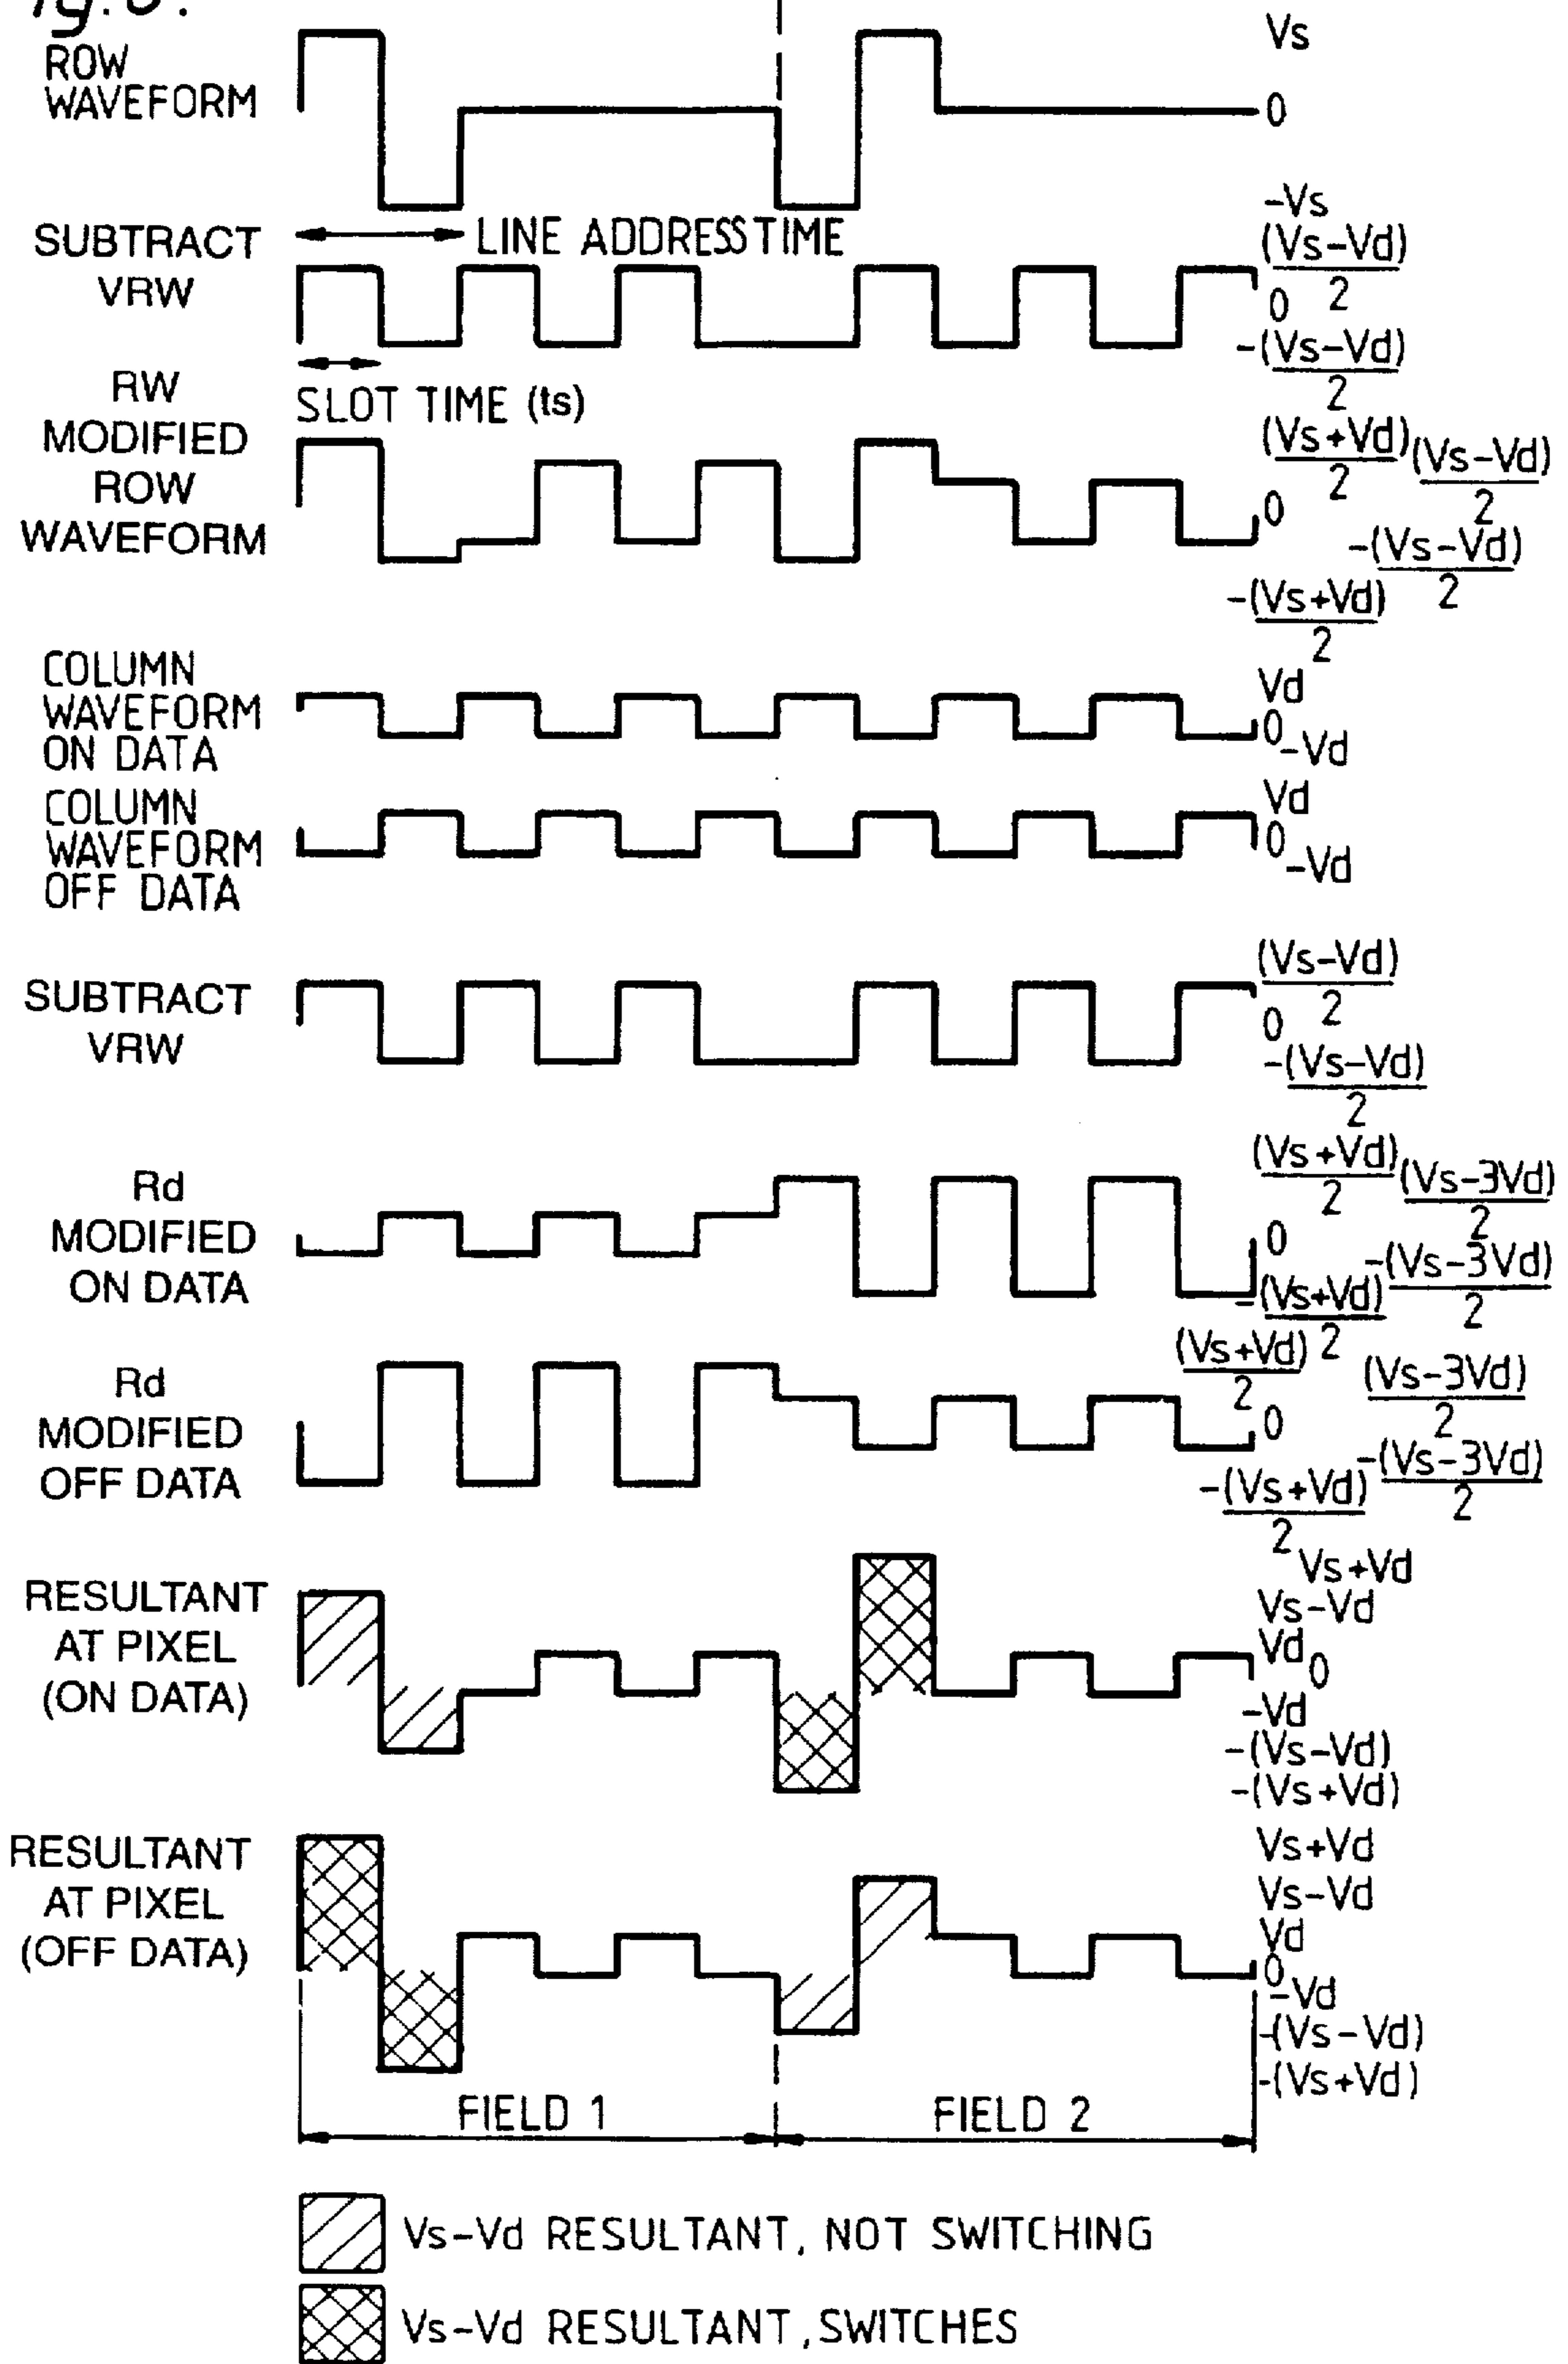 ig.
ROW
WAVEFORM
Vs
0
-Vs
LINE ADDRESS TIME
SUBTRACT
VRW
(Vs-Vd)
2
0
-(Vs-Vd)
2
SLOT TIME (ts)
RW
MODIFIED
ROW
WAVEFORM
(Vs+Vd)
2
(Vs-Vd)
2
0
-(Vs-Vd)
2
-(Vs+Vd)
2
COLUMN
WAVEFORM
ON DATA
Vd
0
-Vd
COLUMN
WAVEFORM
OFF DATA
Vd
0
-Vd
SUBTRACT
VRW
(Vs-Vd)
2
0
-(Vs-Vd)
2
Rd
MODIFIED
ON DATA
(Vs+Vd)
2
(Vs-3Vd)
2
0
-(Vs-3Vd)
2
-(Vs+Vd)
2
Rd
MODIFIED
OFF DATA
(Vs+Vd)
2
(Vs-3Vd)
2
0
-(Vs-3Vd)
2
-(Vs+Vd)
2
RESULTANT
AT PIXEL
(ON DATA)
Vs+Vd
Vs-Vd
Vd
0
-Vd
-(Vs-Vd)
-(Vs+Vd)
RESULTANT
AT PIXEL
(OFF DATA)
Vs+Vd
Vs-Vd
Vd
0
-Vd
-(Vs-Vd)
-(Vs+Vd)
FIELD 1
FIELD 2
Vs-Vd RESULTANT, NOT SWITCHING
Vs-Vd RESULTANT, SWITCHES